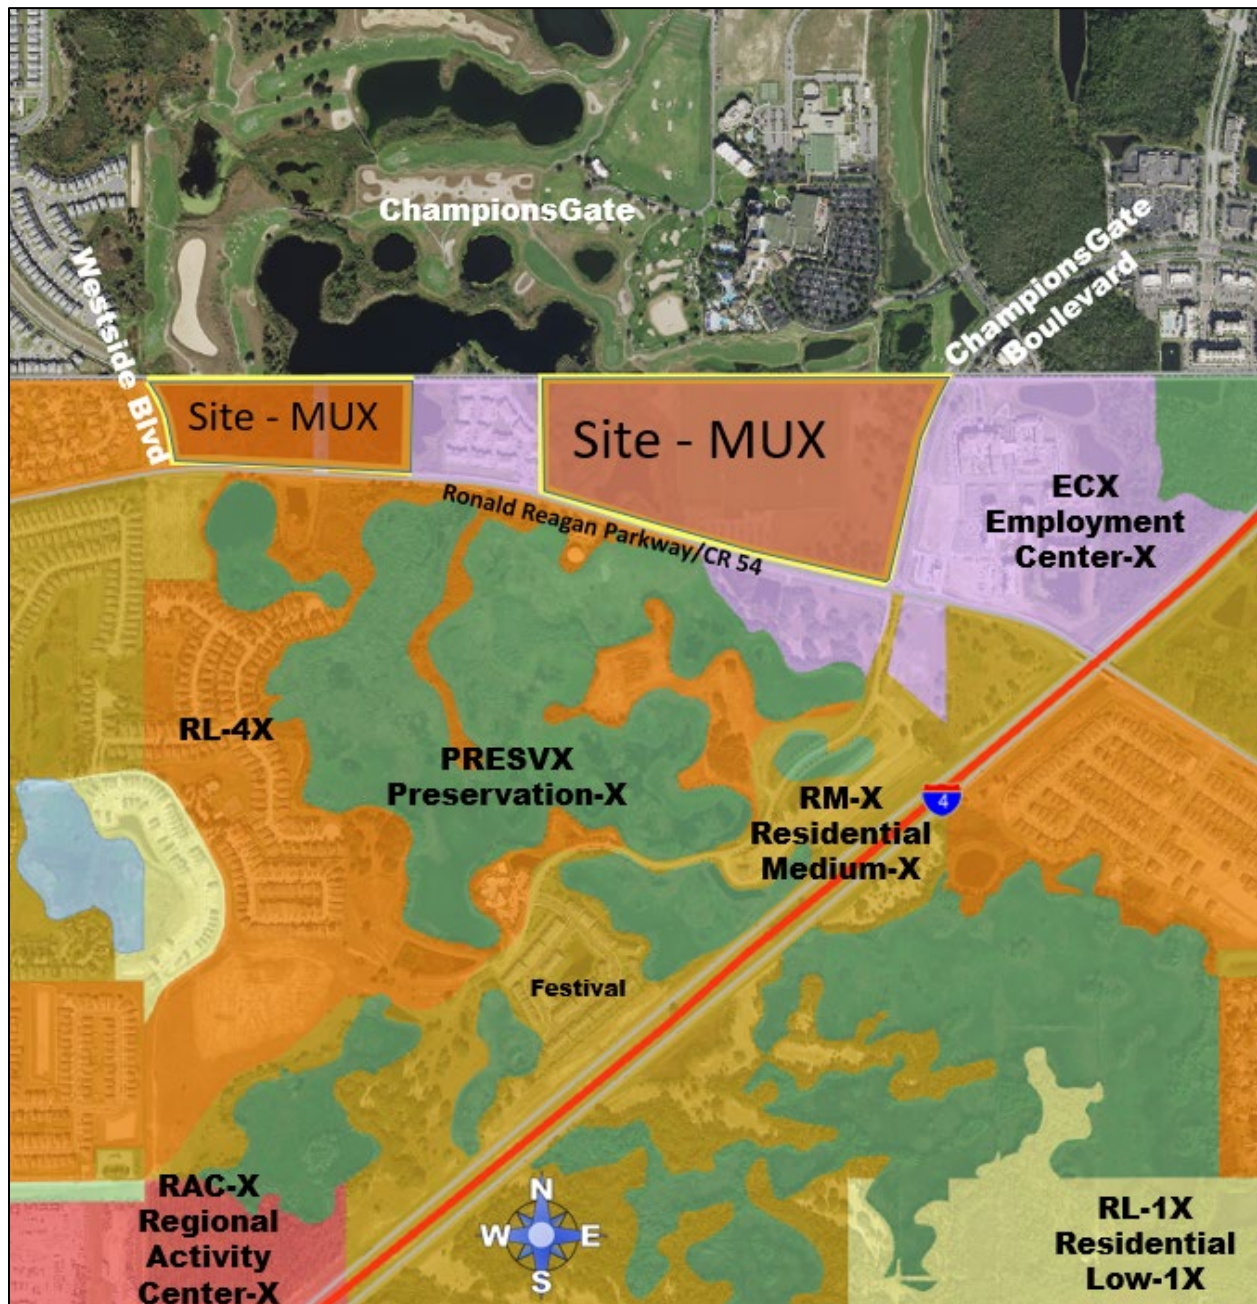 ChampionsGate
Westside Blvd
ChampionsGate
Boulevard
Site - MUX
Site - MUX
Ronald Reagan Parkway/CR 54
ECX
Employment
Center-X
RL-4X
PRESVX
Preservation-X
RM-X
Residential
Medium-X
4
Festival
RAC-X
Regional
Activity
Center-X
N
W E
S
RL-1X
Residential
Low-1X